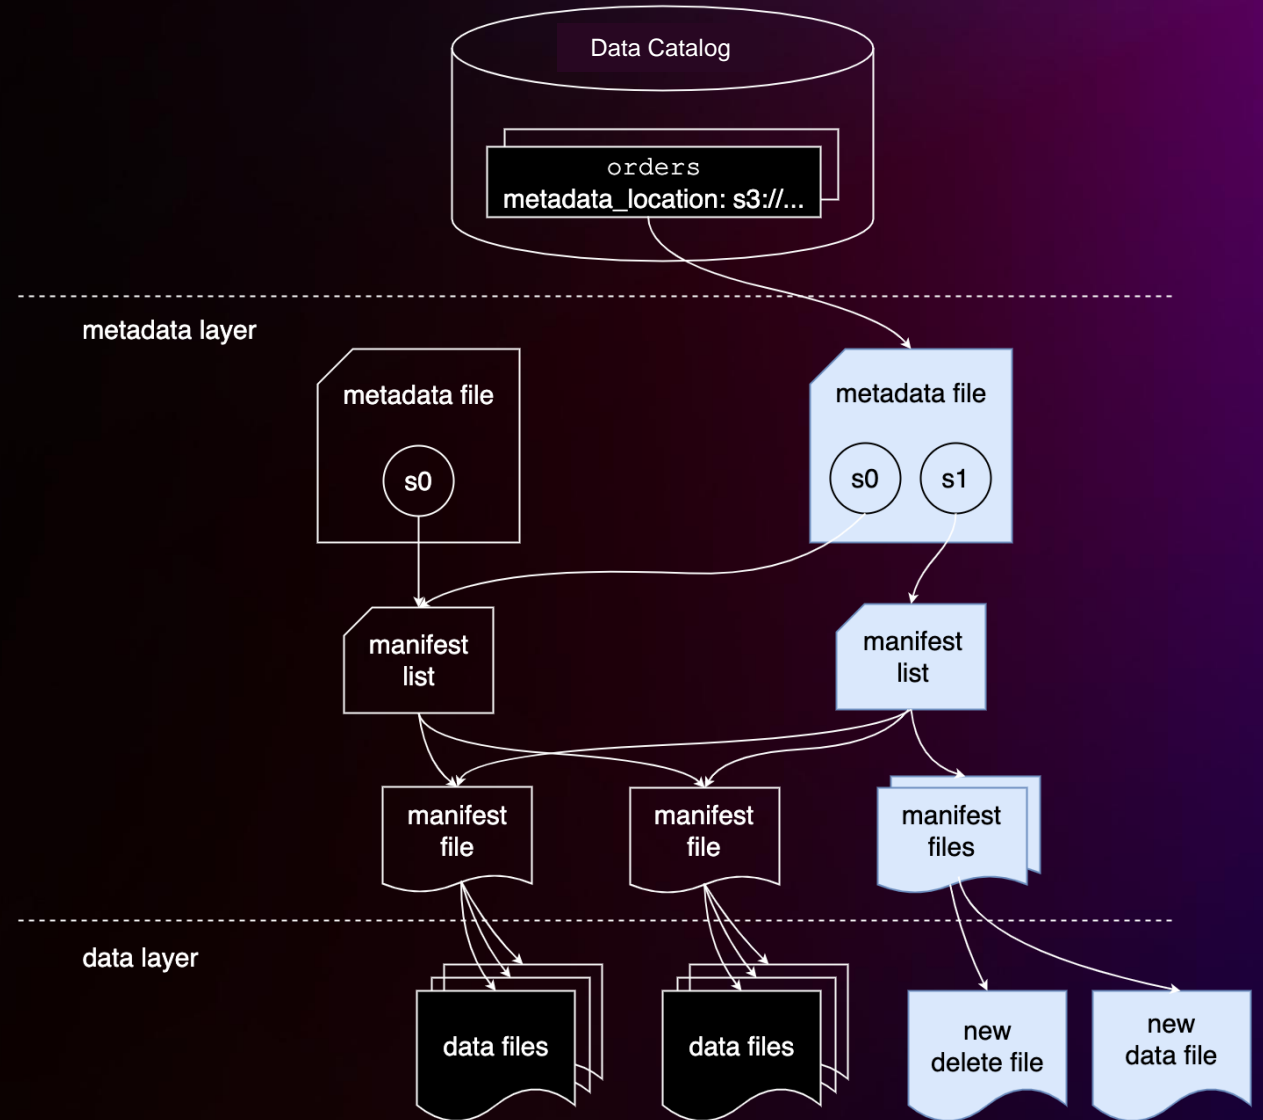 Data Catalog
orders
metadata_location: s3://...
metadata layer
metadata file
metadata file
s0
s0
s1
manifest
list
manifest
list
manifest
file
manifest
file
manifest
files
data layer
data files
data files
new
delete file
new
data file